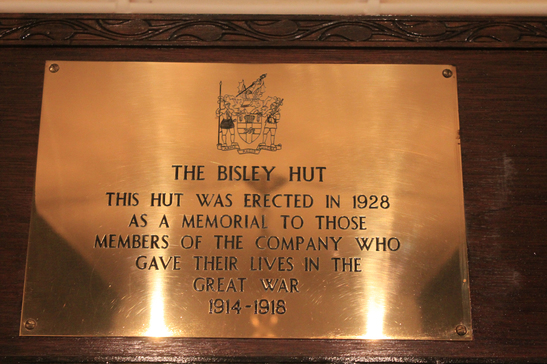 THE BISLEY HUT
THIS HUT WAS ERECTED IN 1928
AS A MEMORIAL TO THOSE
MEMBERS OF THE COMPANY WHO
GAVE THEIR LIVES IN THE
GREAT WAR
1914-1918